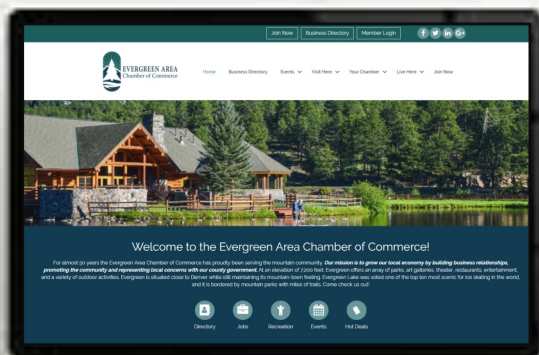 Join Now Business Directory Member Login
EVERGREEN AREA
Chamber of Commerce
Home Business Directory Events Visit Here Your Chamber Live Here Join Now
Welcome to the Evergreen Area Chamber of Commerce!
For almost 50 years the Evergreen Area Chamber of Commerce has proudly been serving the mountain community. Our mission is to grow our local economy by building business relationships,
promoting the community and representing local concerns with our county government. At an elevation of 7200 feet, Evergreen offers an array of parks, art galleries, theater, restaurants, entertainment,
and a variety of outdoor activities. Evergreen is situated close to Denver while still maintaining its mountain-town feeling. Evergreen Lake was voted one of the top ten most scenic for ice skating in the world,
and it is bordered by mountain parks with miles of trails. Come check us out!
Directory Jobs Recreation Events Hot Deals